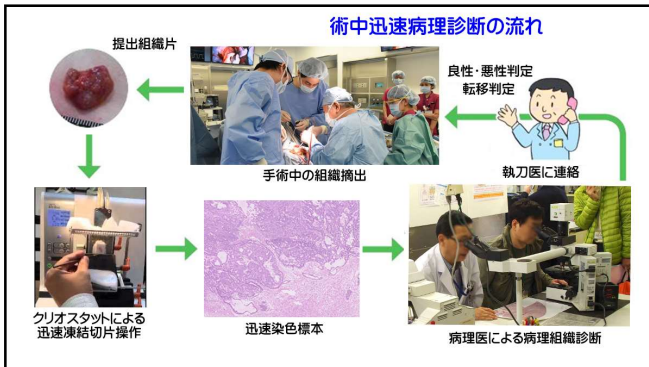 術中迅速病理診断の流れ
提出組織片
良性・悪性判定
転移判定
手術中の組織摘出
執刀医に連絡
クリオスタットによる
迅速凍結切片操作
迅速染色標本
病理医による病理組織診断